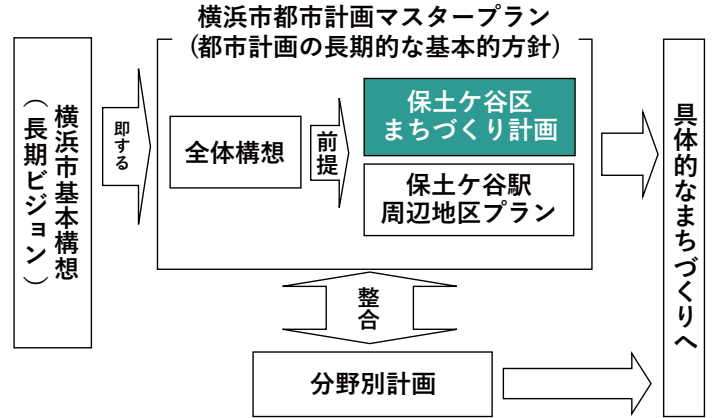 横浜市都市計画マスタープラン
（都市計画の長期的な基本的方針）
横浜市基本構想
（長期ビジョン）
即する
全体構想
前提
保土ケ谷区
まちづくり計画
保土ケ谷駅
周辺地区プラン
整合
分野別計画
具体的なまちづくりへ